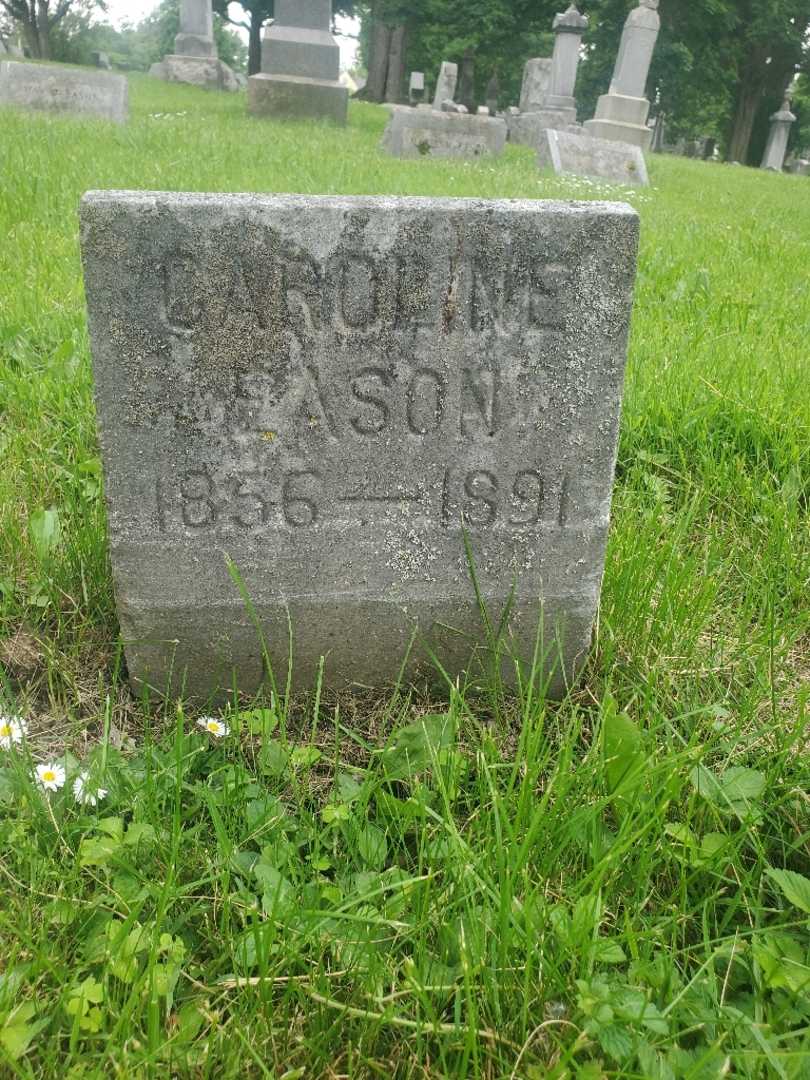 CAROLINE
EASON
1856 — 1891